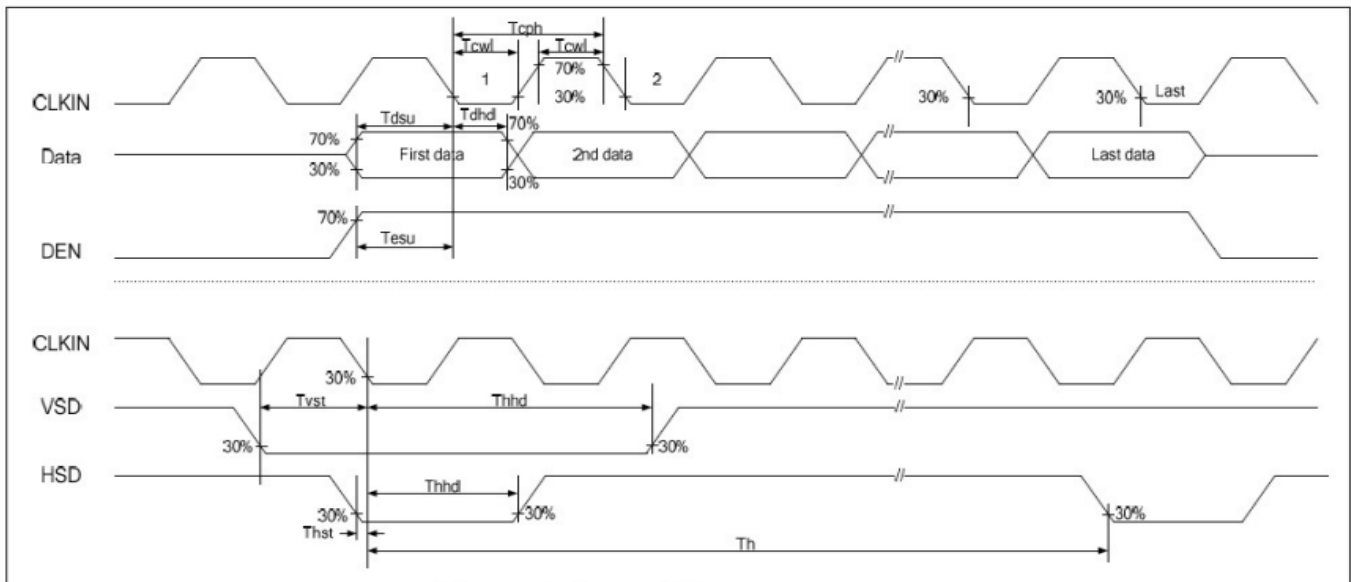 Tcph
Tcwl Tcwl
CLKIN 1 70% 30% 2 30% 30% Last
Tdsu Tdhd
Data 70% 30% First data 70% 30% 2nd data Last data
DEN 70% Tesu
CLKIN 30%
VSD 30% Tvst Thhd 30%
HSD 30% Thhd 30% 30%
Thst
Th